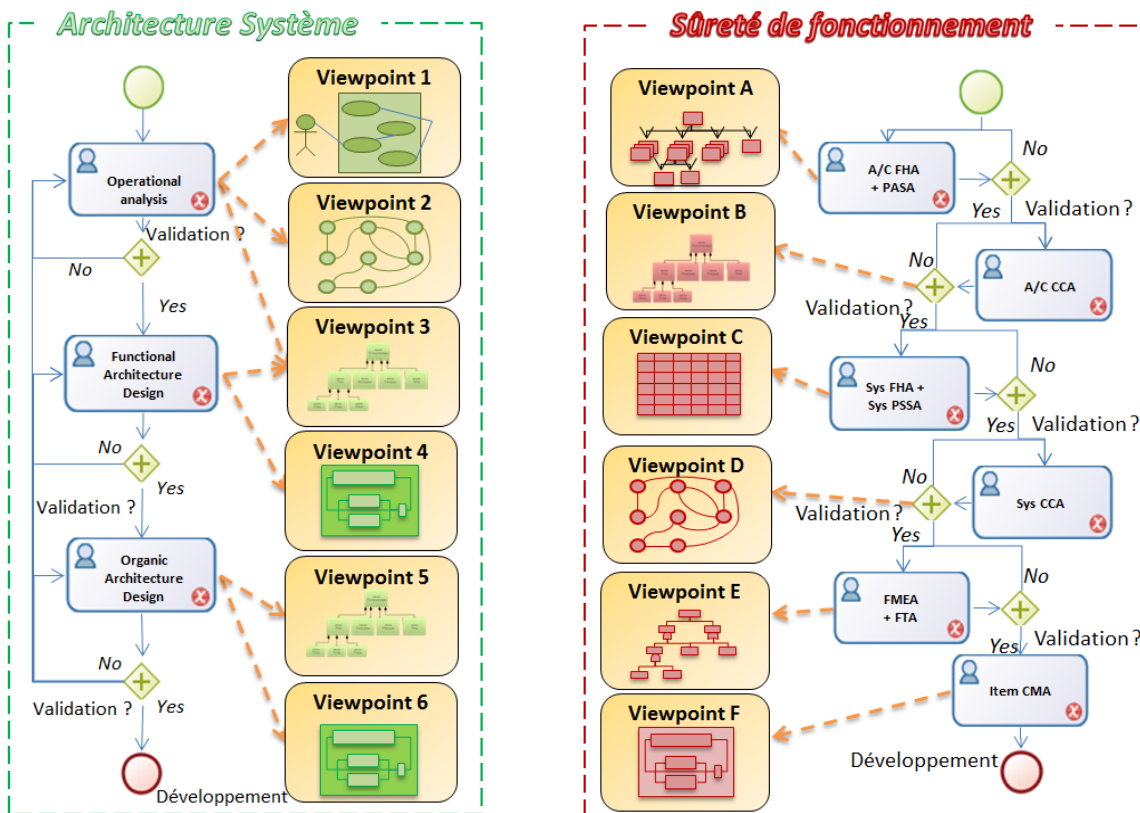 Architecture Système
Viewpoint 1
Operational
analysis
Validation ?
No
Yes
Viewpoint 2
Viewpoint 3
Functional
Architecture
Design
No
Yes
Validation ?
Viewpoint 4
Organic
Architecture
Design
Viewpoint 5
No
Validation ?
Yes
Viewpoint 6
Développement
Sûreté de fonctionnement
Viewpoint A
A/C FHA
+ PASA
No
Yes
Validation ?
Viewpoint B
No
A/C CCA
Validation ?
Yes
Viewpoint C
Sys FHA +
Sys PSSA
No
Yes
Validation ?
Viewpoint D
No
Sys CCA
Validation ?
Yes
Viewpoint E
FMEA
+ FTA
No
Yes
Validation ?
Item CMA
Viewpoint F
Développement